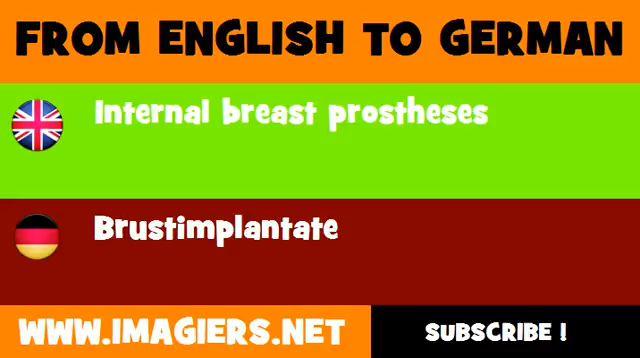 FROM ENGLISH TO GERMAN
Internal breast prostheses
Brustimplantate
WWW.IMAGIERS.NET
SUBSCRIBE !